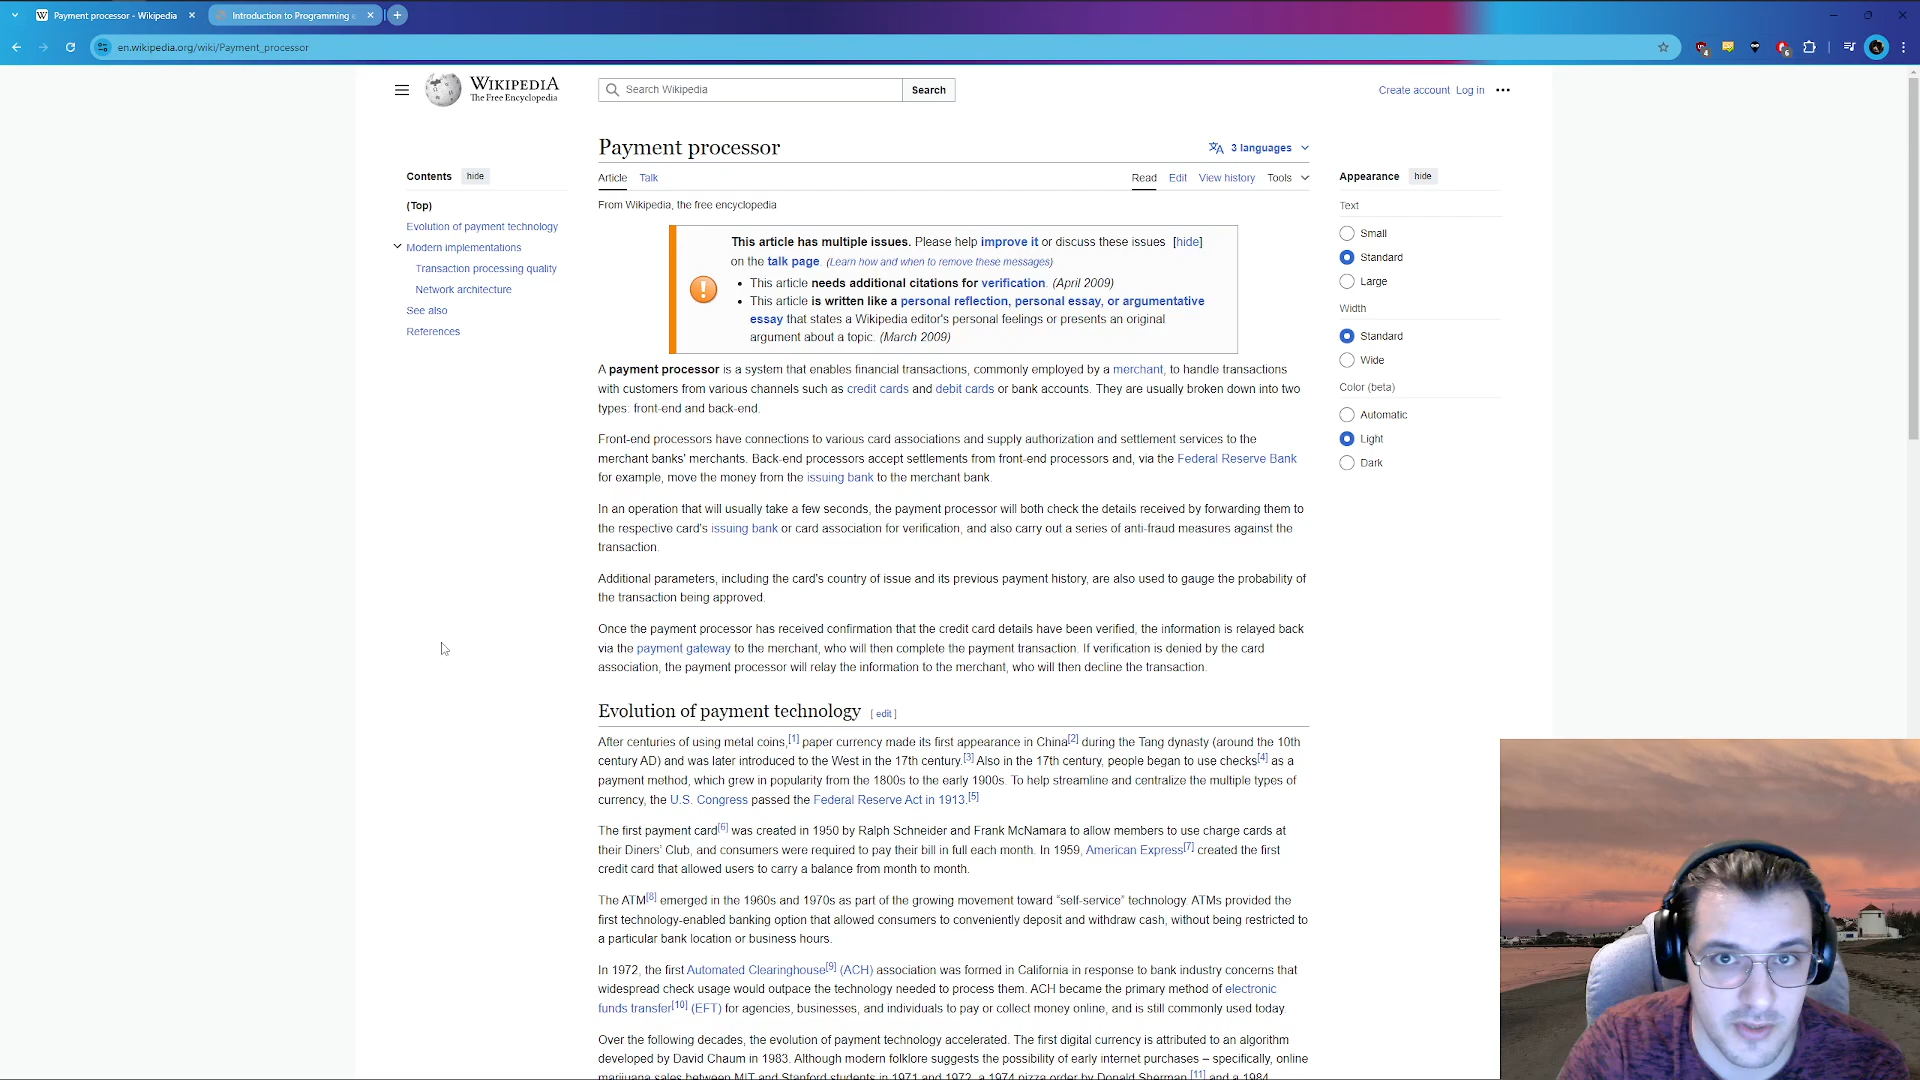 Payment processor - Wikipedia
Introduction to Programming
en.wikipedia.org/wiki/Payment_processor
4
6
WIKIPEDIA
The Free Encyclopedia
Search Wikipedia
Search
Create account Log in
Payment processor
3 languages
Contents hide
(Top)
Evolution of payment technology
Modern implementations
Transaction processing quality
Network architecture
See also
References
Article Talk
Read Edit View history Tools
From Wikipedia, the free encyclopedia
This article has multiple issues. Please help improve it or discuss these issues [hide]
on the talk page. (Learn how and when to remove these messages)
• This article needs additional citations for verification. (April 2009)
• This article is written like a personal reflection, personal essay, or argumentative
essay that states a Wikipedia editor's personal feelings or presents an original
argument about a topic. (March 2009)
A payment processor is a system that enables financial transactions, commonly employed by a merchant, to handle transactions
with customers from various channels such as credit cards and debit cards or bank accounts. They are usually broken down into two
types: front-end and back-end.
Front-end processors have connections to various card associations and supply authorization and settlement services to the
merchant banks' merchants. Back-end processors accept settlements from front-end processors and, via the Federal Reserve Bank
for example, move the money from the issuing bank to the merchant bank.
In an operation that will usually take a few seconds, the payment processor will both check the details received by forwarding them to
the respective card's issuing bank or card association for verification, and also carry out a series of anti-fraud measures against the
transaction.
Additional parameters, including the card's country of issue and its previous payment history, are also used to gauge the probability of
the transaction being approved.
Once the payment processor has received confirmation that the credit card details have been verified, the information is relayed back
via the payment gateway to the merchant, who will then complete the payment transaction. If verification is denied by the card
association, the payment processor will relay the information to the merchant, who will then decline the transaction.
Evolution of payment technology [ edit ]
After centuries of using metal coins,[1] paper currency made its first appearance in China[2] during the Tang dynasty (around the 10th
century AD) and was later introduced to the West in the 17th century.[3] Also in the 17th century, people began to use checks[4] as a
payment method, which grew in popularity from the 1800s to the early 1900s. To help streamline and centralize the multiple types of
currency, the U.S. Congress passed the Federal Reserve Act in 1913.[5]
The first payment card[6] was created in 1950 by Ralph Schneider and Frank McNamara to allow members to use charge cards at
their Diners' Club, and consumers were required to pay their bill in full each month. In 1959, American Express[7] created the first
credit card that allowed users to carry a balance from month to month.
The ATM[8] emerged in the 1960s and 1970s as part of the growing movement toward “self-service” technology. ATMs provided the
first technology-enabled banking option that allowed consumers to conveniently deposit and withdraw cash, without being restricted to
a particular bank location or business hours.
In 1972, the first Automated Clearinghouse[9] (ACH) association was formed in California in response to bank industry concerns that
widespread check usage would outpace the technology needed to process them. ACH became the primary method of electronic
funds transfer[10] (EFT) for agencies, businesses, and individuals to pay or collect money online, and is still commonly used today.
Over the following decades, the evolution of payment technology accelerated. The first digital currency is attributed to an algorithm
developed by David Chaum in 1983. Although modern folklore suggests the possibility of early internet purchases – specifically, online
marijuana sales between MIT and Stanford students in 1971 and 1972, a 1974 pizza order by Donald Sherman,[11] and a 1984
Appearance hide
Text
Small
Standard
Large
Width
Standard
Wide
Color (beta)
Automatic
Light
Dark